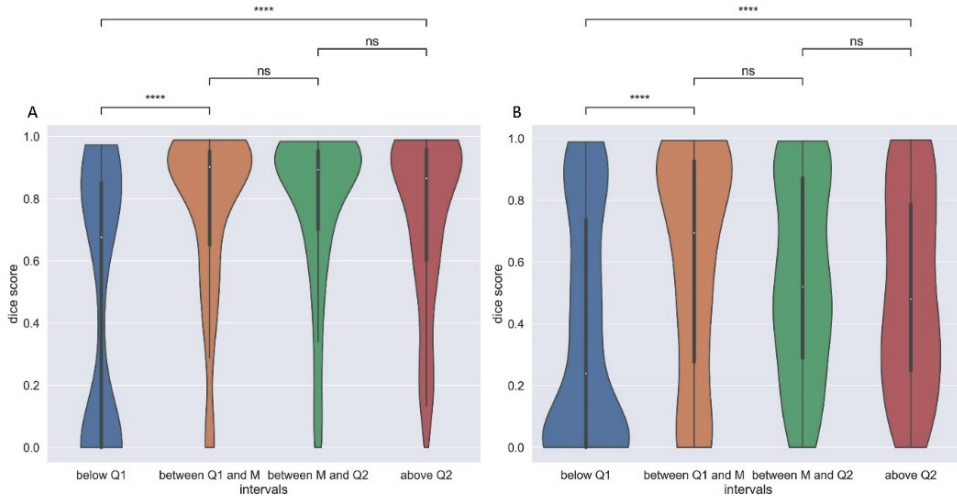 ****
ns
ns
****
A
1.0
0.8
0.6
0.4
0.2
0.0
dice score
below Q1
between Q1 and M
between M and Q2
above Q2
intervals
****
ns
ns
****
B
1.0
0.8
0.6
0.4
0.2
0.0
dice score
below Q1
between Q1 and M
between M and Q2
above Q2
intervals